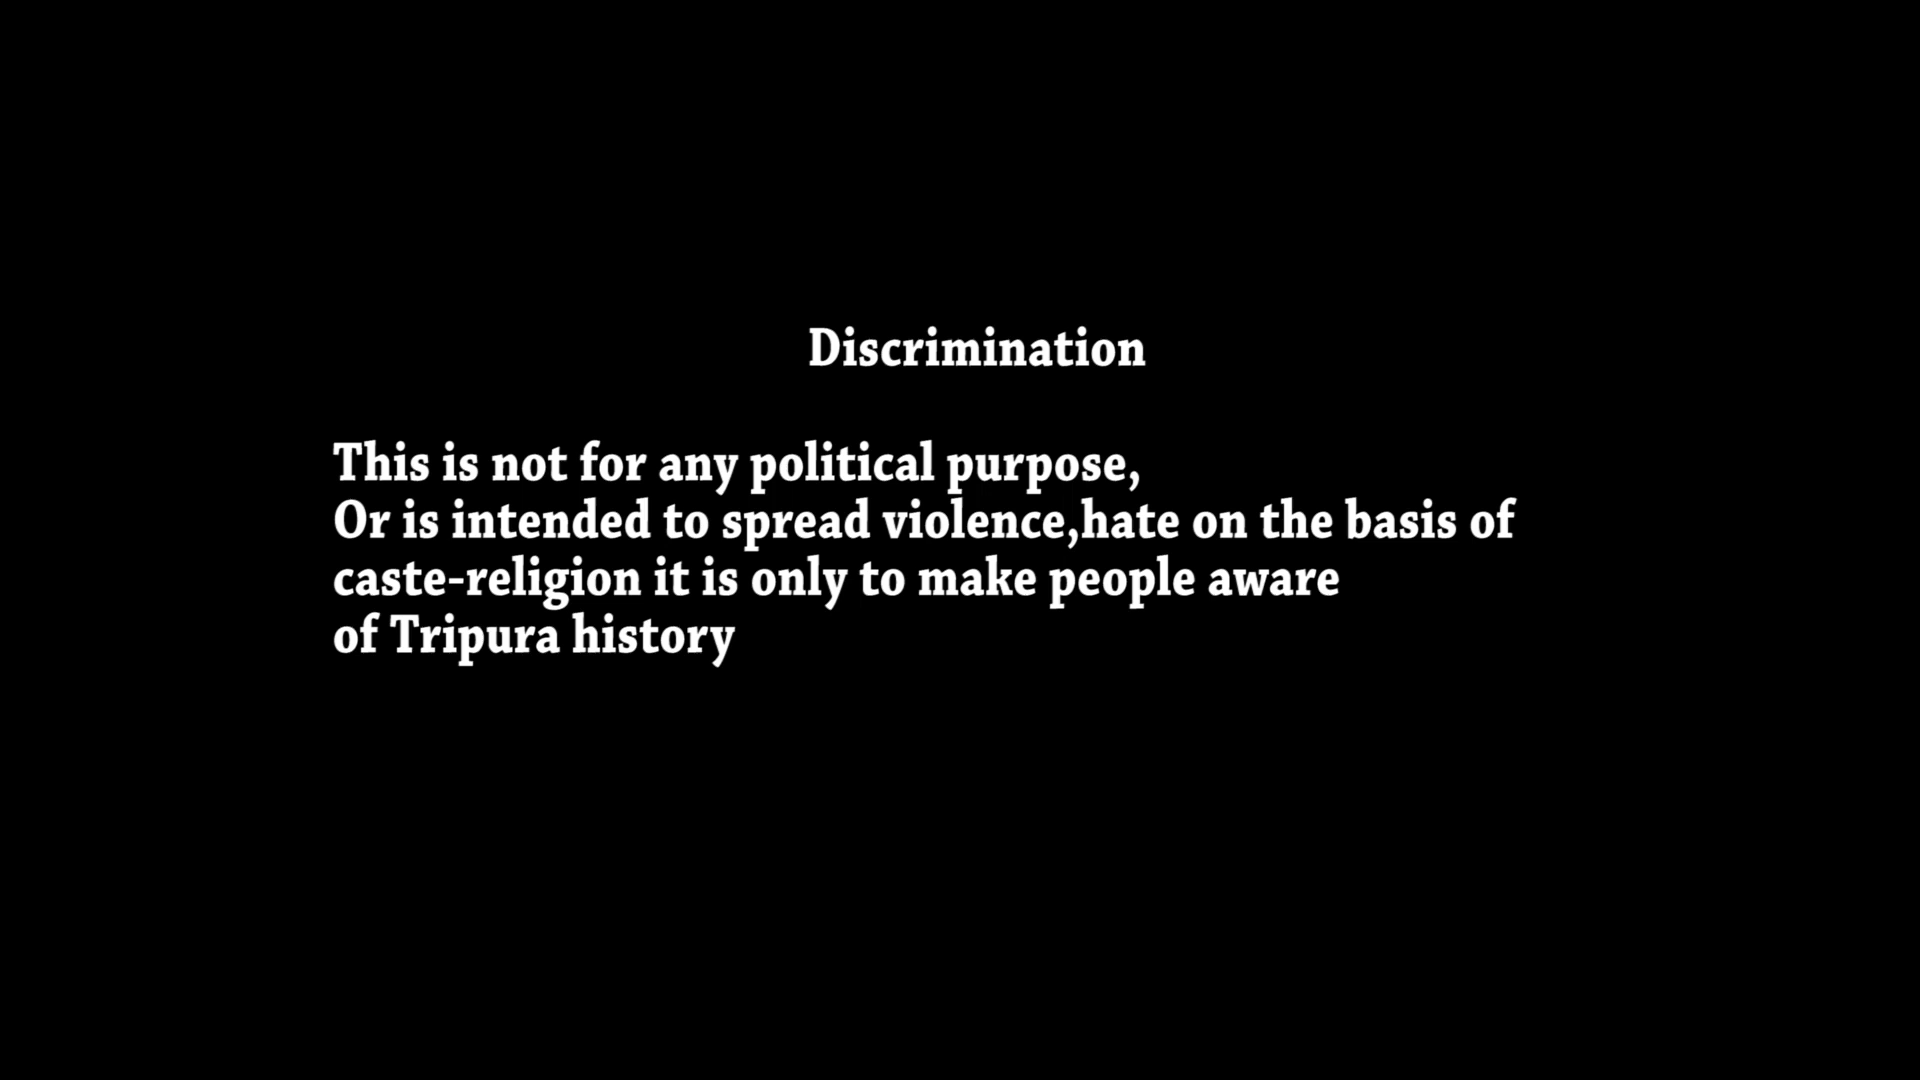 Discrimination
This is not for any political purpose,
Or is intended to spread violence,hate on the basis of
caste-religion it is only to make people aware
of Tripura history